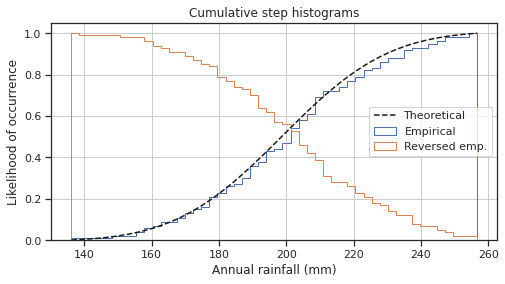 Cumulative step histograms
Likelihood of occurrence
1.0
0.8
0.6
0.4
0.2
0.0
Theoretical
Empirical
Reversed emp.
140 160 180 200 220 240 260
Annual rainfall (mm)